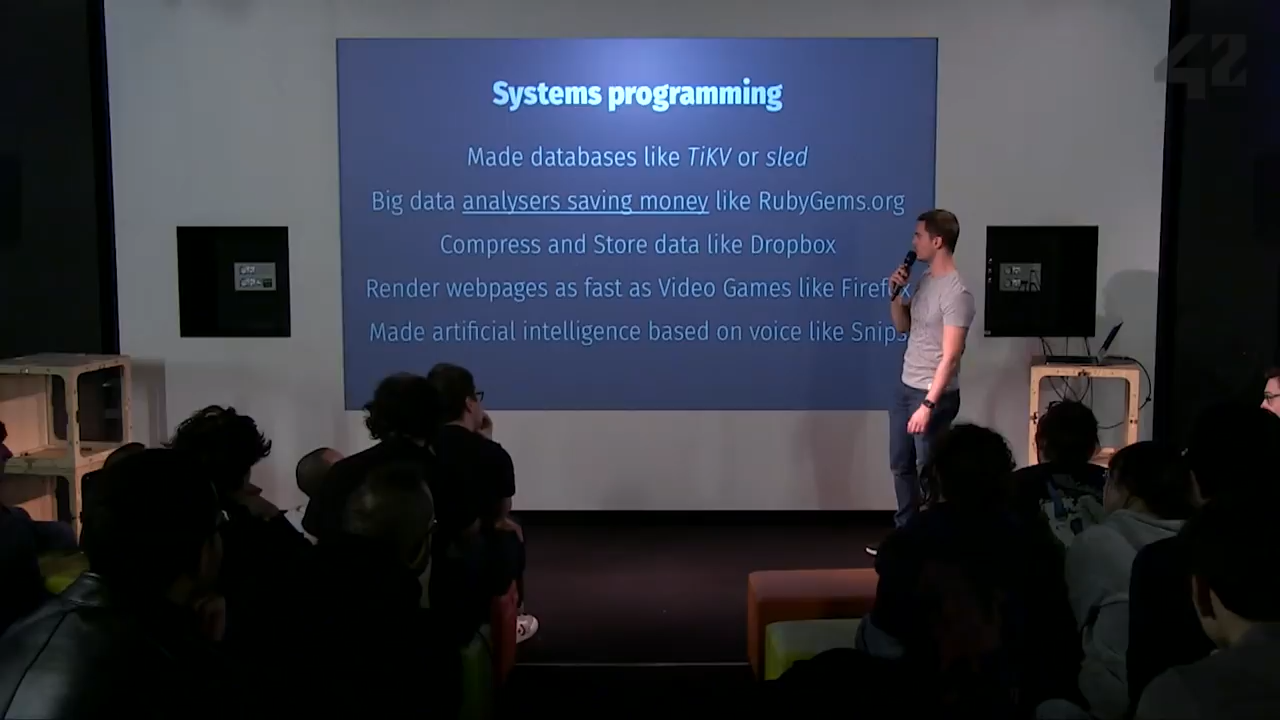 42
Systems programming
Made databases like TiKV or sled
Big data analysers saving money like RubyGems.org
Compress and Store data like Dropbox
Render webpages as fast as Video Games like Firefox
Made artificial intelligence based on voice like Snips